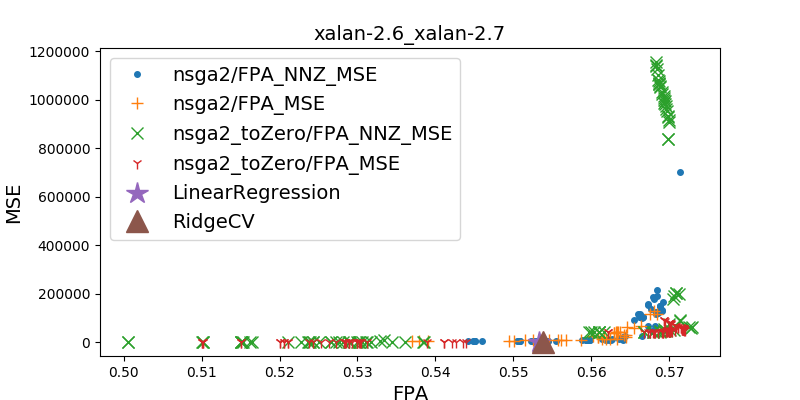 xalan-2.6_xalan-2.7
1200000
1000000
800000
600000
400000
200000
0
MSE
nsga2/FPA_NNZ_MSE
nsga2/FPA_MSE
nsga2_toZero/FPA_NNZ_MSE
nsga2_toZero/FPA_MSE
LinearRegression
RidgeCV
0.50 0.51 0.52 0.53 0.54 0.55 0.56 0.57
FPA